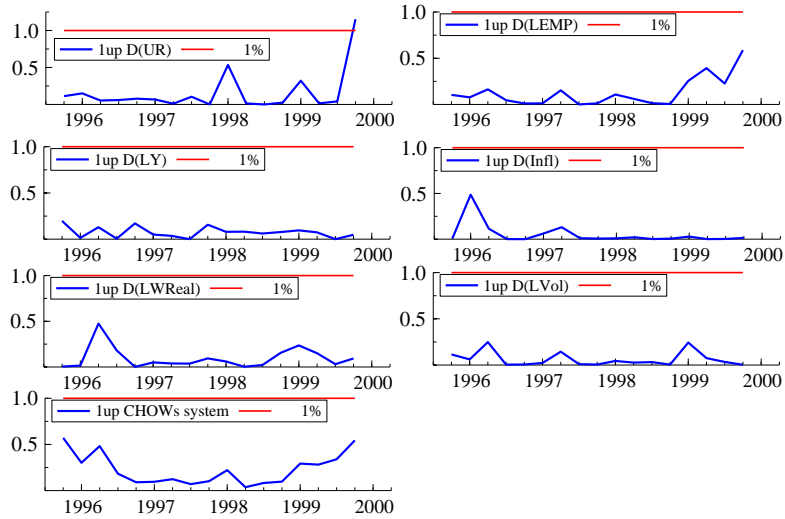 1.0
0.5
1up D(UR) 1%
1996 1997 1998 1999 2000
1.0
0.5
1up D(LEMP) 1%
1996 1997 1998 1999 2000
1.0
0.5
1up D(LY) 1%
1996 1997 1998 1999 2000
1.0
0.5
1up D(Infl) 1%
1996 1997 1998 1999 2000
1.0
0.5
1up D(LWReal) 1%
1996 1997 1998 1999 2000
1.0
0.5
1up D(LVol) 1%
1996 1997 1998 1999 2000
1.0
0.5
1up CHOWs system 1%
1996 1997 1998 1999 2000